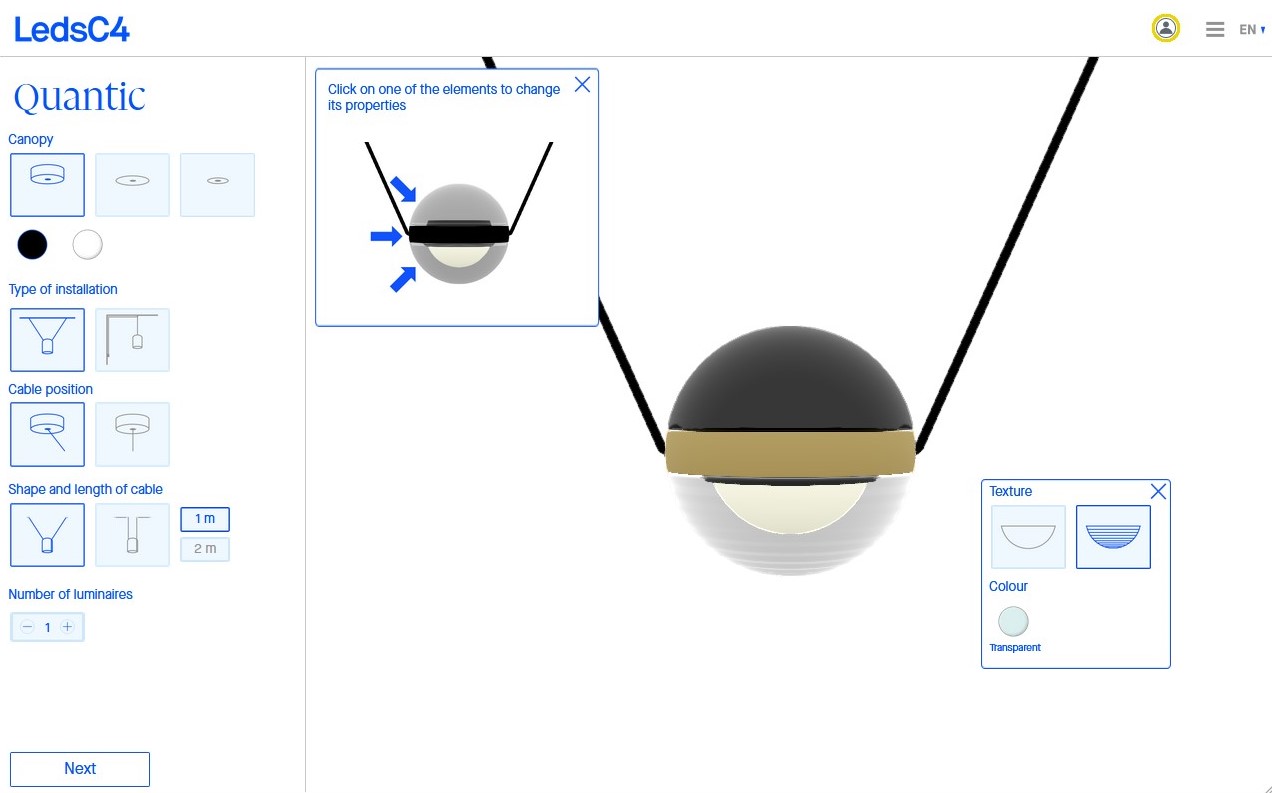 LedsC4
EN
Quantic
Canopy
Type of installation
Cable position
Shape and length of cable
1 m
2 m
Number of luminaires
1
Next
Click on one of the elements to change
its properties
Texture
Colour
Transparent